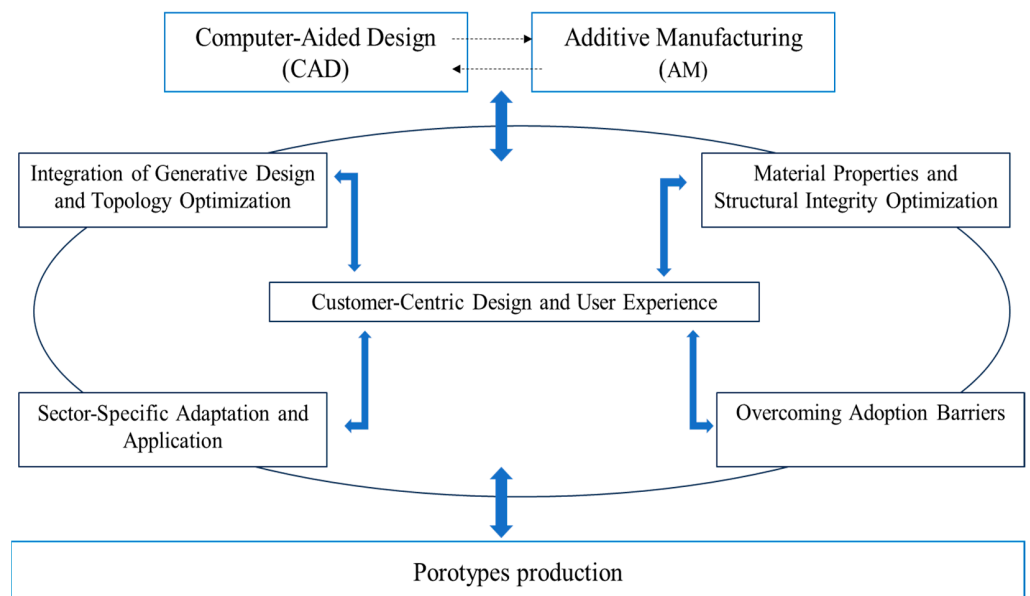 Computer-Aided Design
(CAD)
Additive Manufacturing
(AM)
Integration of Generative Design
and Topology Optimization
Material Properties and
Structural Integrity Optimization
Customer-Centric Design and User Experience
Sector-Specific Adaptation and
Application
Overcoming Adoption Barriers
Porotypes production